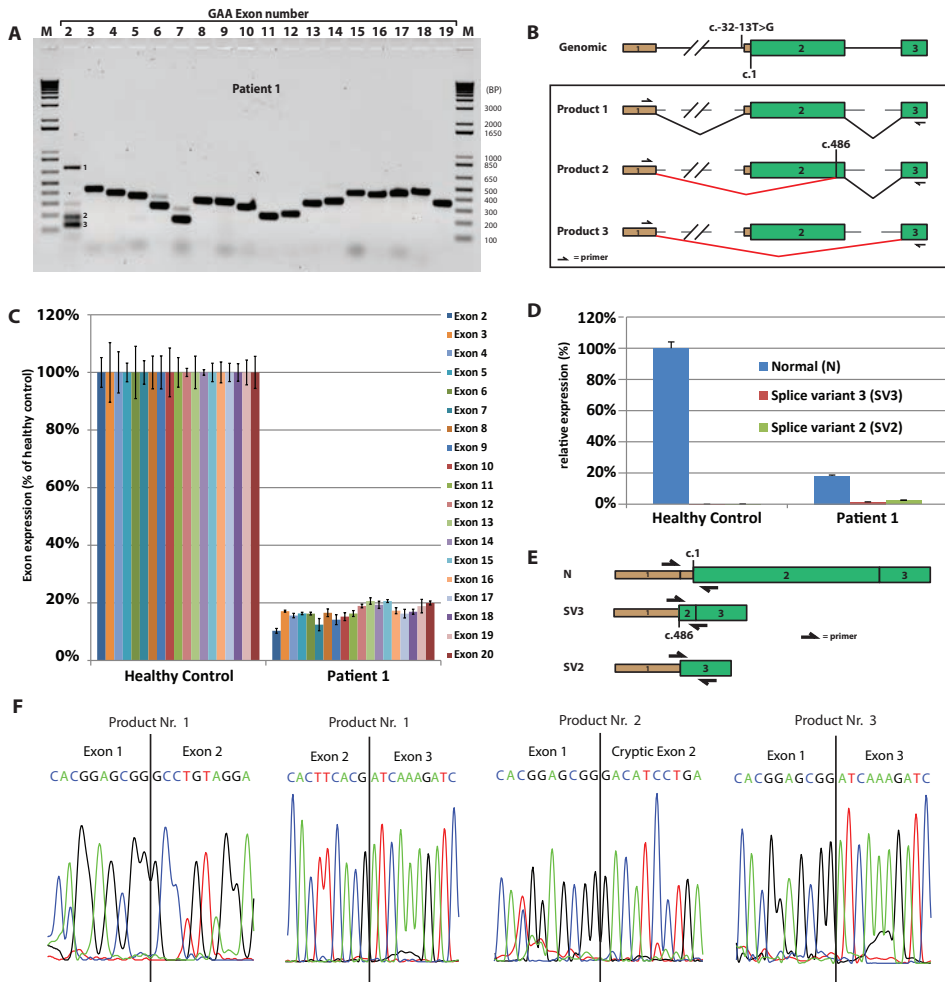 A
GAA Exon number
M 2 3 4 5 6 7 8 9 10 11 12 13 14 15 16 17 18 19 M
Patient 1
(BP)
3000
2000
1650
1000
850
650
500
400
300
200
100
1
2
3
B
c.-32-13T>G
Genomic 1 2 3
c.1
Product 1 1 2 3
c.486
Product 2 1 2 3
Product 3 1 2 3
= primer
C
Exon expression (% of healthy control)
120%
100%
80%
60%
40%
20%
0%
Healthy Control Patient 1
Exon 2
Exon 3
Exon 4
Exon 5
Exon 6
Exon 7
Exon 8
Exon 9
Exon 10
Exon 11
Exon 12
Exon 13
Exon 14
Exon 15
Exon 16
Exon 17
Exon 18
Exon 19
Exon 20
D
relative expression (%)
120%
100%
80%
60%
40%
20%
0%
Normal (N)
Splice variant 3 (SV3)
Splice variant 2 (SV2)
Healthy Control Patient 1
E
c.1
N 1 2 3
SV3 1 2 3
c.486
= primer
SV2 1 3
F
Product Nr. 1
Exon 1 Exon 2
CACGGAGCGGGCCTGTAGGA
Product Nr. 1
Exon 2 Exon 3
CACTTCACGATCAAAGATC
Product Nr. 2
Exon 1 Cryptic Exon 2
CACGGAGCGGGACATCCTGA
Product Nr. 3
Exon 1 Exon 3
CACGGAGCGGATCAAAGATC